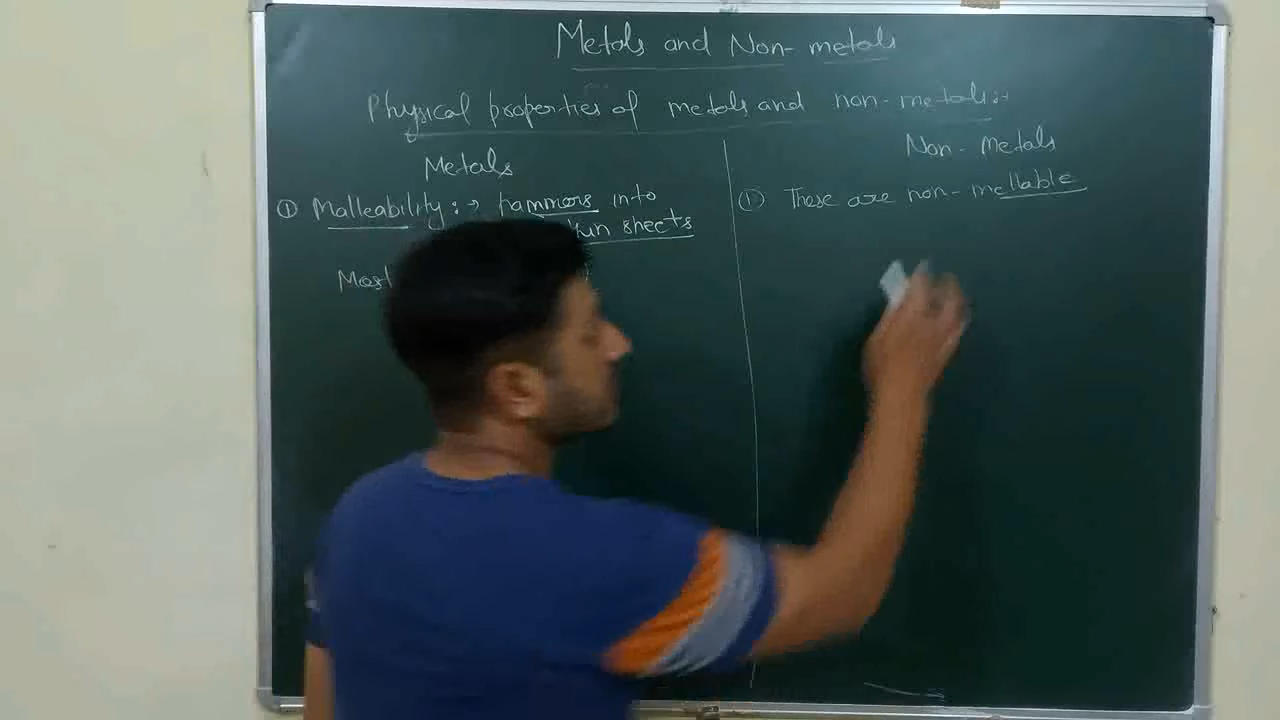 Metals and Non-metals
Physical properties of metals and non-metals:-
Metals
① Malleability:→ hammers into
sheets
Most
Non-Metals
① These are non-mellable